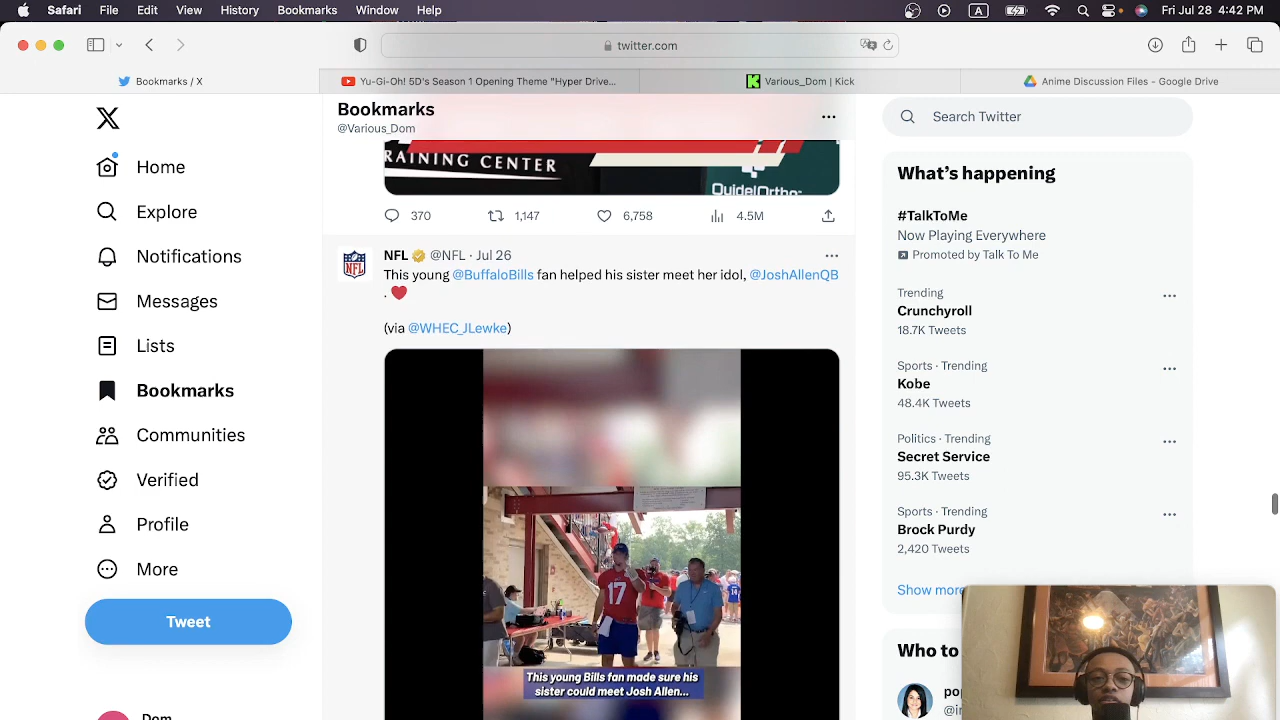 Safari File Edit View History Bookmarks Window Help
A
Fri Jul 28 4:42 PM
twitter.com
Bookmarks / X
Yu-Gi-Oh! 5D's Season 1 Opening Theme "Hyper Drive...
Various_Dom | Kick
Anime Discussion Files - Google Drive
Home
Explore
Notifications
Messages
Lists
Bookmarks
Communities
Verified
Profile
More
Tweet
Dom
Bookmarks
@Various_Dom
RAINING CENTER
QuidelOrtho
370 1,147 6,758 4.5M
NFL @NFL · Jul 26
This young @BuffaloBills fan helped his sister meet her idol, @JoshAllenQB
. ❤️
(via @WHEC_JLewke)
NFL
17
14
This young Bills fan made sure his
sister could meet Josh Allen...
Search Twitter
What's happening
#TalkToMe
Now Playing Everywhere
Promoted by Talk To Me
Trending
Crunchyroll
18.7K Tweets
Sports · Trending
Kobe
48.4K Tweets
Politics · Trending
Secret Service
95.3K Tweets
Sports · Trending
Brock Purdy
2,420 Tweets
Show more
Who to